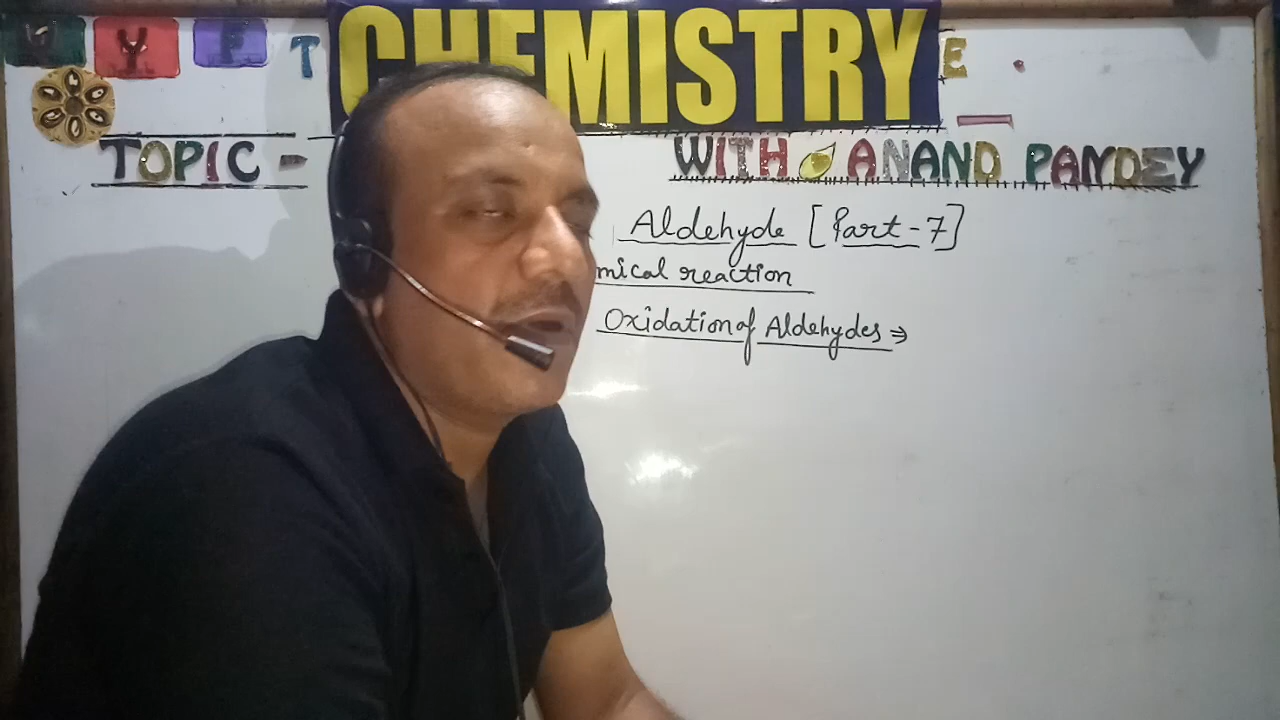 CHEMISTRY
TOPIC - WITH ANAND PANDEY
Aldehyde [Part-7]
mical reaction
Oxidation of Aldehydes ⇒